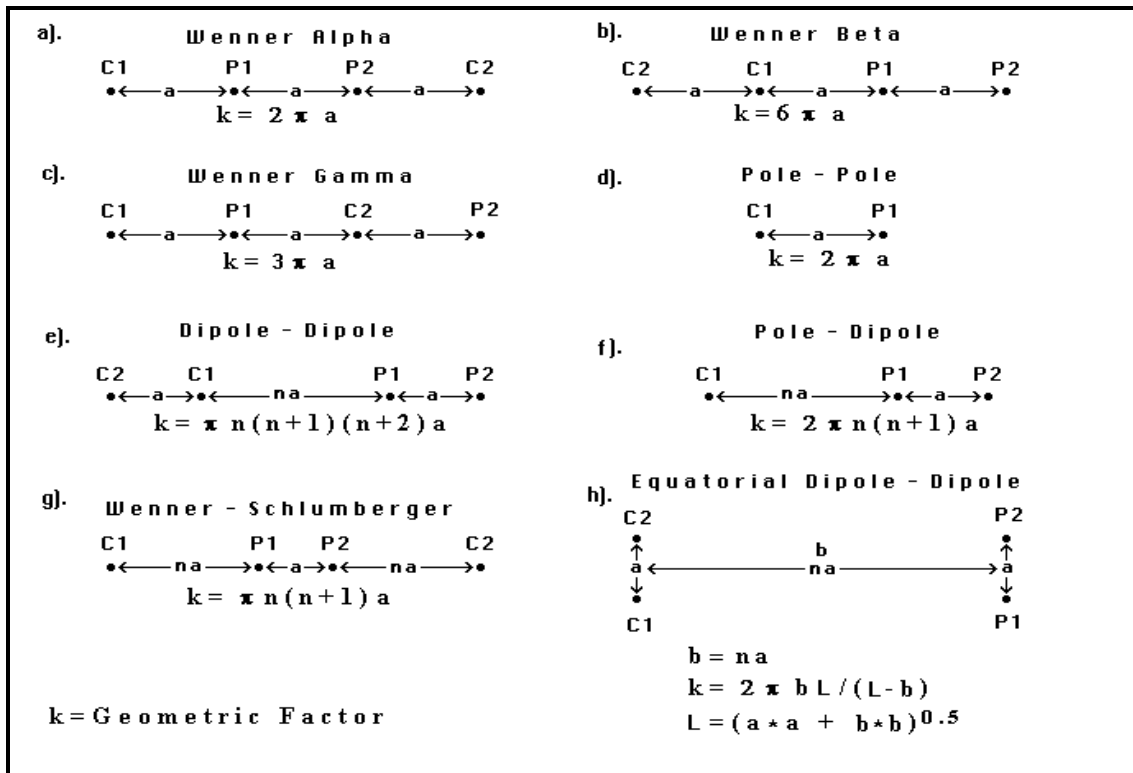 a). Wenner Alpha
C1 P1 P2 C2
a a a
k = 2 π a
b). Wenner Beta
C2 C1 P1 P2
a a a
k = 6 π a
c). Wenner Gamma
C1 P1 C2 P2
a a a
k = 3 π a
d). Pole - Pole
C1 P1
a
k = 2 π a
e). Dipole - Dipole
C2 C1 P1 P2
a na a
k = π n(n+1)(n+2)a
f). Pole - Dipole
C1 P1 P2
na a
k = 2 π n(n+1)a
g). Wenner - Schlumberger
C1 P1 P2 C2
na a na
k = π n(n+1)a
h). Equatorial Dipole - Dipole
C2 P2
b
a na a
C1 P1
b = na
k = 2 π b L/(L-b)
L = (a*a + b*b)^0.5
k = Geometric Factor